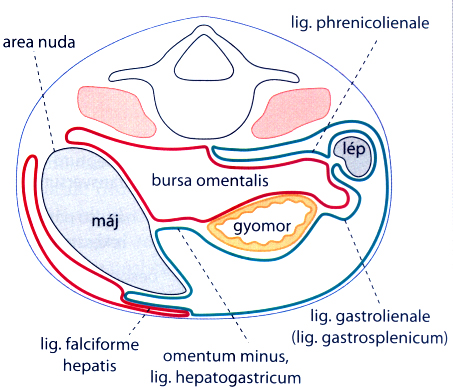 lig. phrenicolienale
area nuda
lép
bursa omentalis
máj
gyomor
lig. gastrolienale
(lig. gastrosplenicum)
lig. falciforme
hepatis
omentum minus,
lig. hepatogastricum